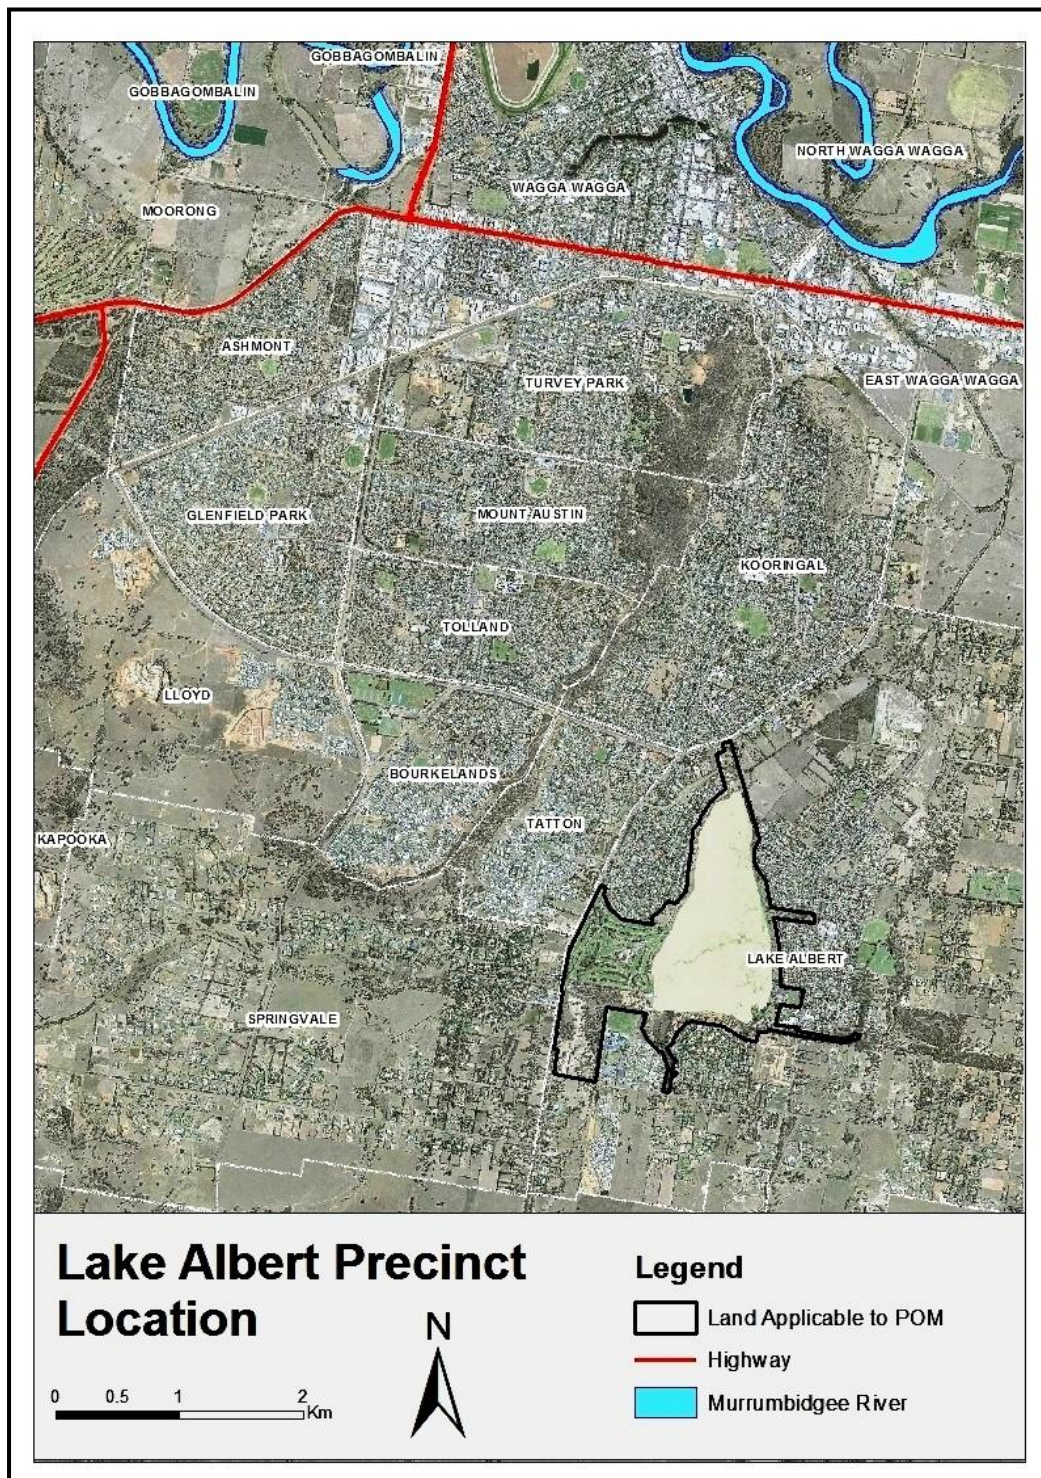 GOBBAGOMBALIN
GOBBAGOMBALIN
NORTH WAGGA WAGGA
WAGGA WAGGA
MOORONG
ASHMONT
TURVEY PARK
EAST WAGGA WAGGA
GLENFIELD PARK
MOUNT AUSTIN
KOORINGAL
TOLLAND
LLOYD
BOURKELANDS
TATTON
KAPOOKA
LAKE ALBERT
SPRINGVALE
Lake Albert Precinct
Location
N
0 0.5 1 2
Km
Legend
Land Applicable to POM
Highway
Murrumbidgee River